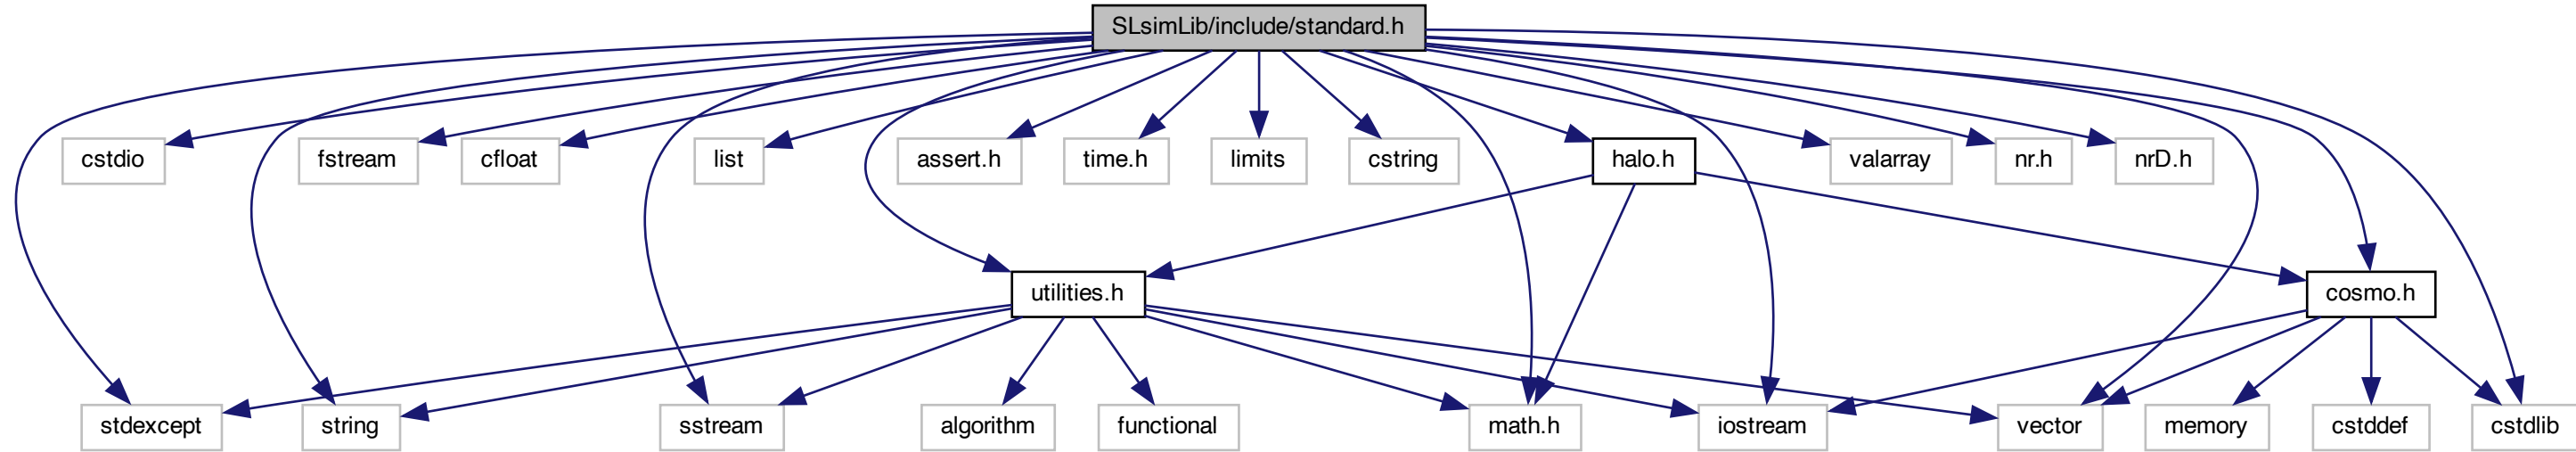 SLsimLib/include/standard.h
cstdio
fstream
cfloat
list
assert.h
time.h
limits
cstring
halo.h
valarray
nr.h
nrD.h
utilities.h
cosmo.h
stdexcept
string
sstream
algorithm
functional
math.h
iostream
vector
memory
cstddef
cstdlib